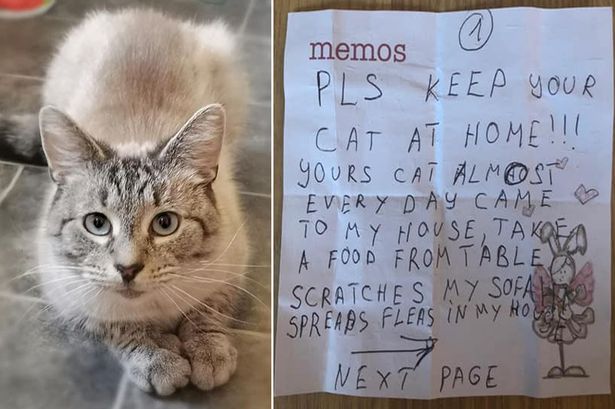 1
memos
PLS KEEP YOUR
CAT AT HOME!!!
YOURS CAT ALMOST
EVERY DAY CAME
TO MY HOUSE, TAKE
A FOOD FROM TABLE
SCRATCHES MY SOFA
SPREADS FLEAS IN MY HOU
NEXT PAGE